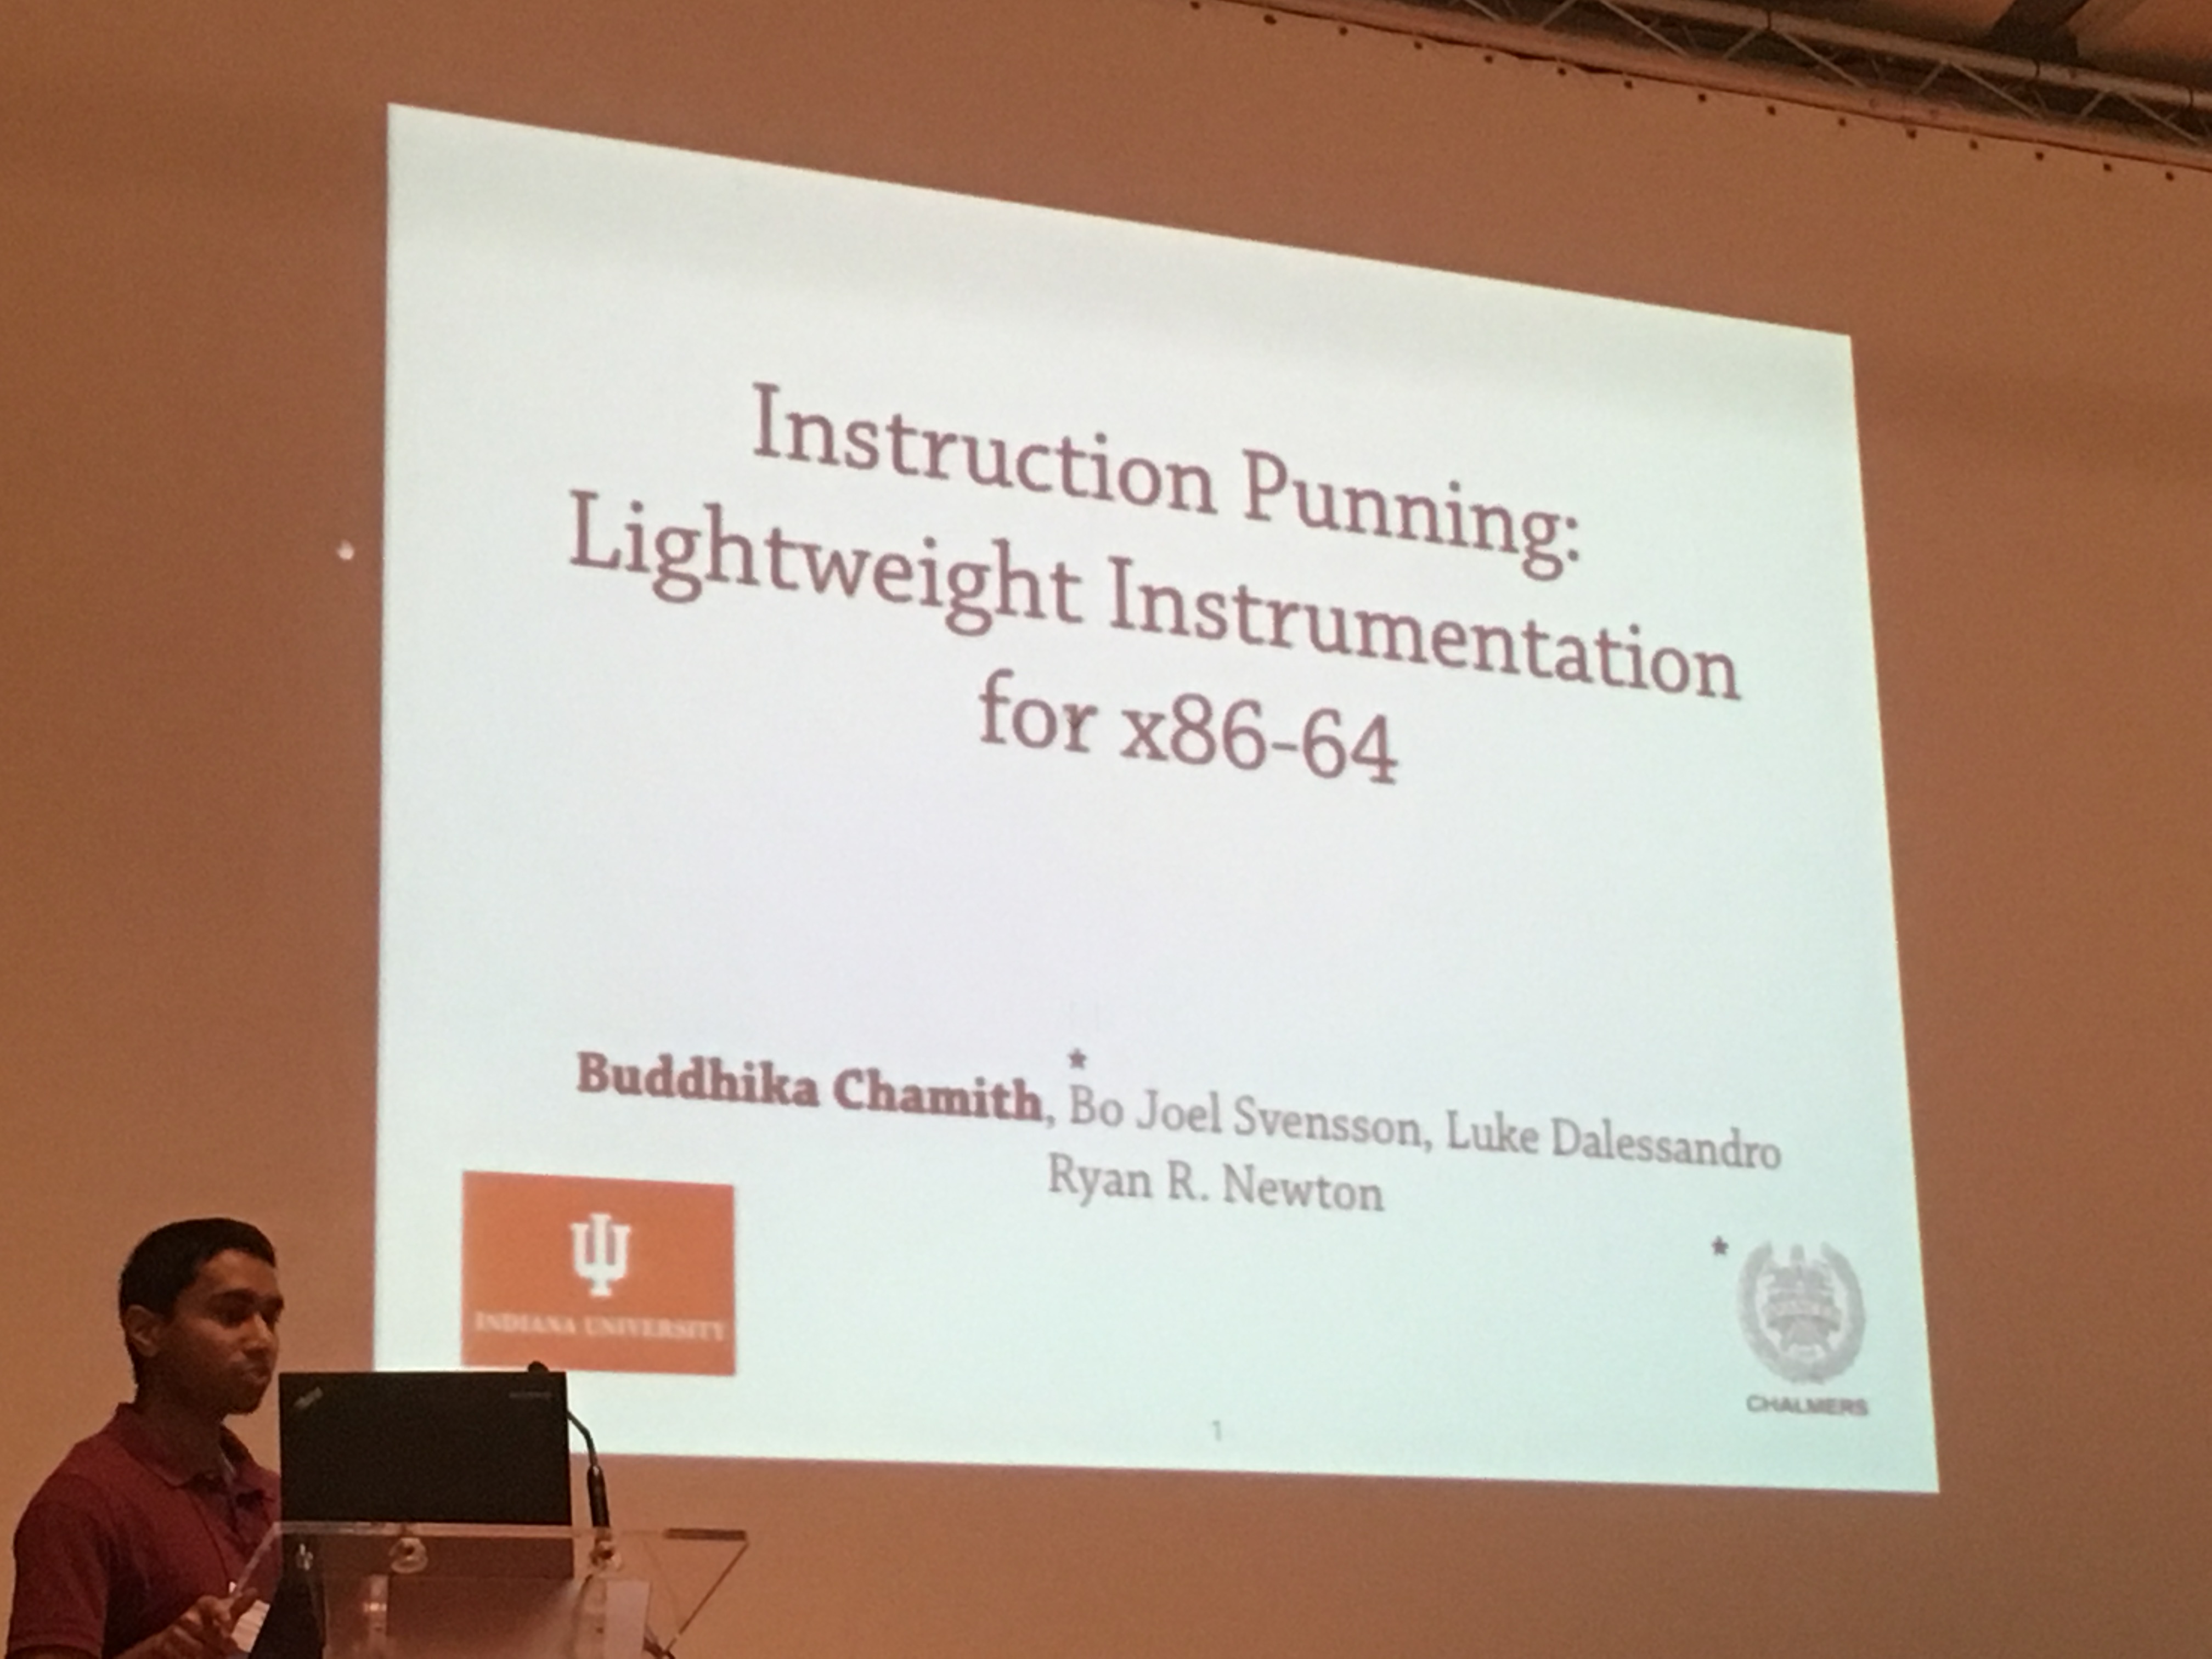 Instruction Punning:
Lightweight Instrumentation
for x86-64
*
Buddhika Chamith, Bo Joel Svensson, Luke Dalessandro
Ryan R. Newton
INDIANA UNIVERSITY
*
CHALMERS
1